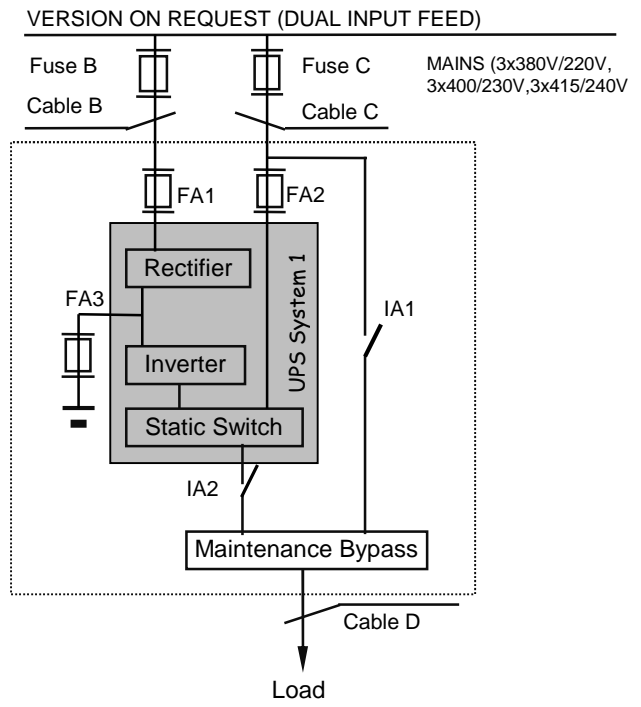 VERSION ON REQUEST (DUAL INPUT FEED)
Fuse B
Fuse C
MAINS (3x380V/220V,
3x400/230V,3x415/240V
Cable B
Cable C
FA1
FA2
Rectifier
UPS System 1
FA3
IA1
Inverter
Static Switch
IA2
Maintenance Bypass
Cable D
Load